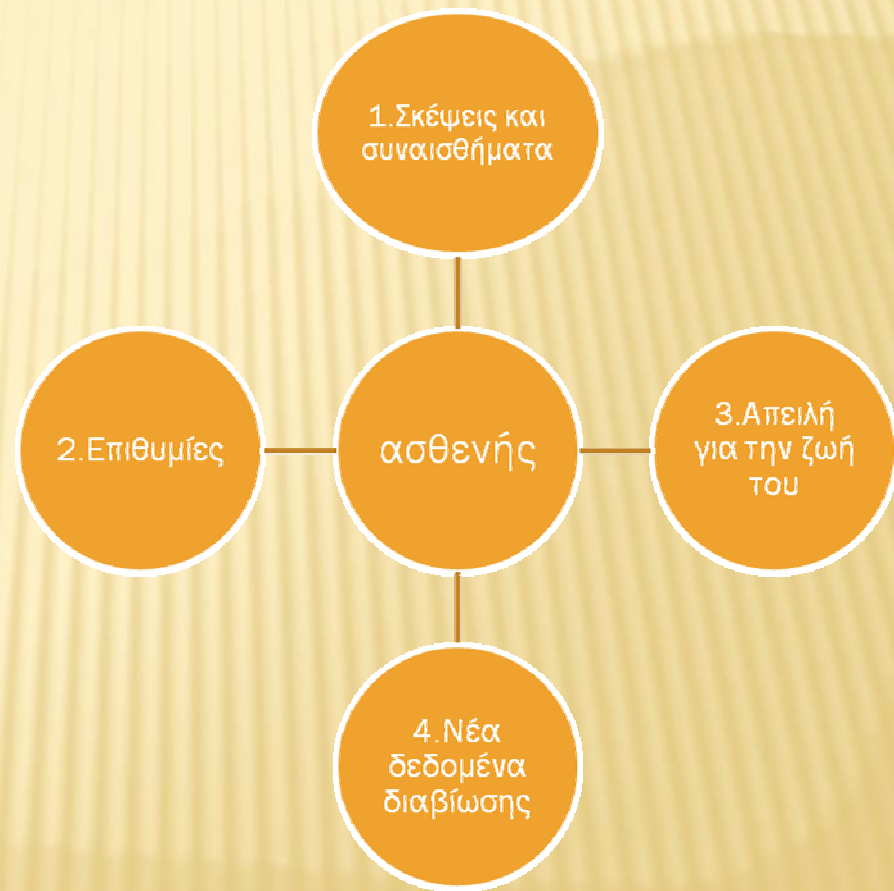 1.Σκέψεις και
συναισθήματα
2.Επιθυμίες
ασθενής
3.Απειλή
για την ζωή
του
4.Νέα
δεδομένα
διαβίωσης